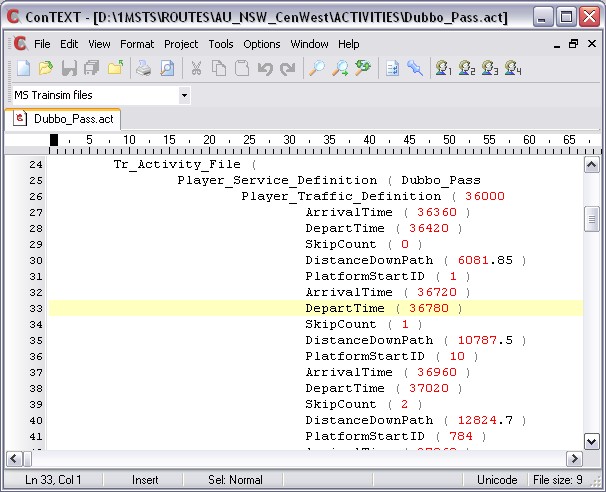 ConTEXT - [D:\1MSTS\ROUTES\AU_NSW_CenWest\ACTIVITIES\Dubbo_Pass.act]
File Edit View Format Project Tools Options Window Help
1 2 3 4
MS Trainsim files
Dubbo_Pass.act
5 10 15 20 25 30 35 40 45 50 55 60 65
24 Tr_Activity_File (
25 Player_Service_Definition ( Dubbo_Pass
26 Player_Traffic_Definition ( 36000
27 ArrivalTime ( 36360 )
28 DepartTime ( 36420 )
29 SkipCount ( 0 )
30 DistanceDownPath ( 6081.85 )
31 PlatformStartID ( 1 )
32 ArrivalTime ( 36720 )
33 DepartTime ( 36780 )
34 SkipCount ( 1 )
35 DistanceDownPath ( 10787.5 )
36 PlatformStartID ( 10 )
37 ArrivalTime ( 36960 )
38 DepartTime ( 37020 )
39 SkipCount ( 2 )
40 DistanceDownPath ( 12824.7 )
41 PlatformStartID ( 784 )
Ln 33, Col 1 Insert Sel: Normal Unicode File size: 9